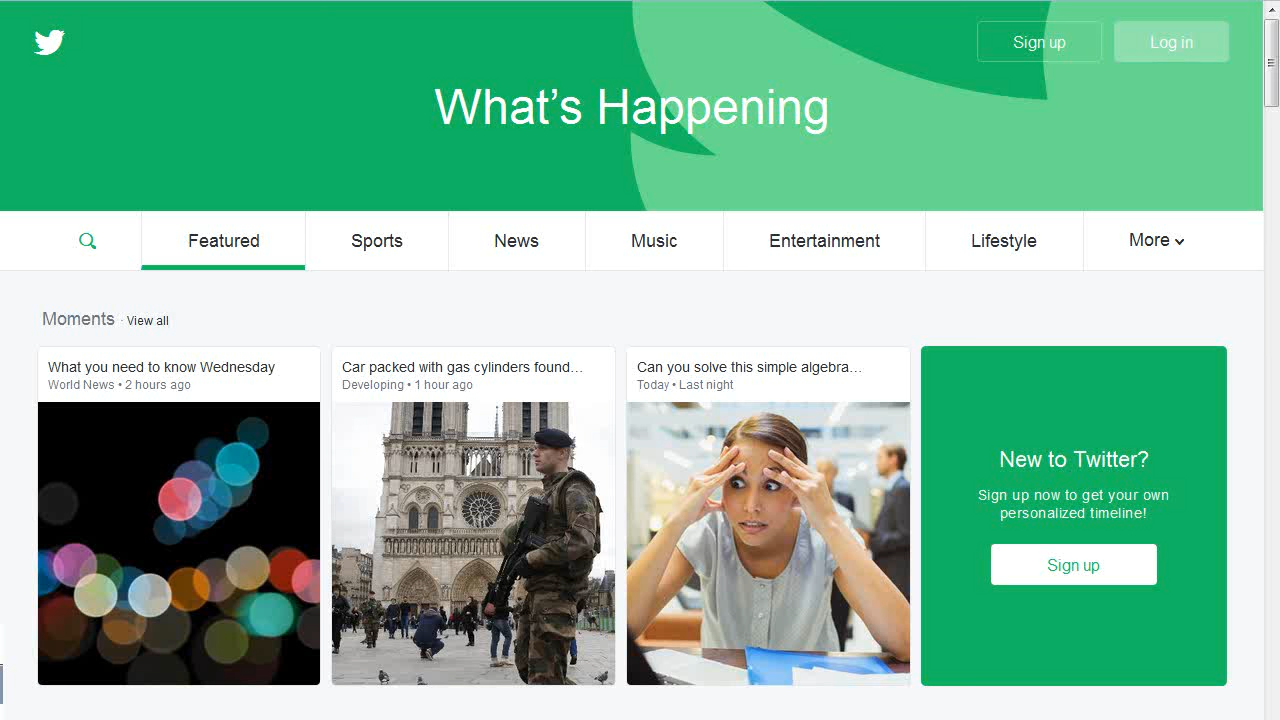 Sign up
Log in
What's Happening
Featured
Sports
News
Music
Entertainment
Lifestyle
More
Moments · View all
What you need to know Wednesday
World News • 2 hours ago
Car packed with gas cylinders found…
Developing • 1 hour ago
Can you solve this simple algebra…
Today • Last night
New to Twitter?
Sign up now to get your own
personalized timeline!
Sign up